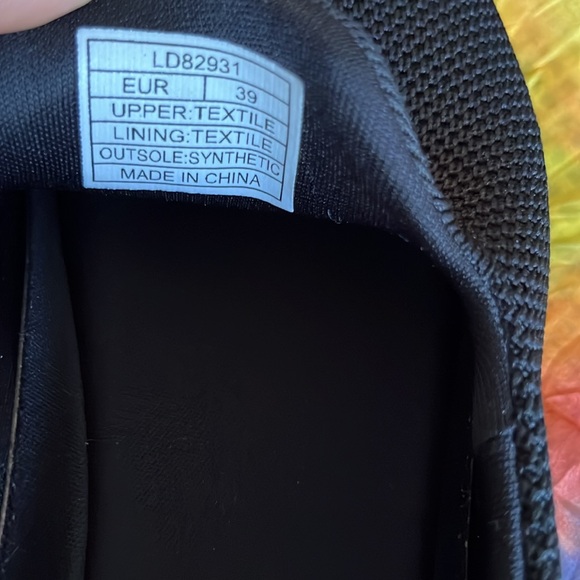 LD82931
EUR 39
UPPER:TEXTILE
LINING:TEXTILE
OUTSOLE:SYNTHETIC
MADE IN CHINA